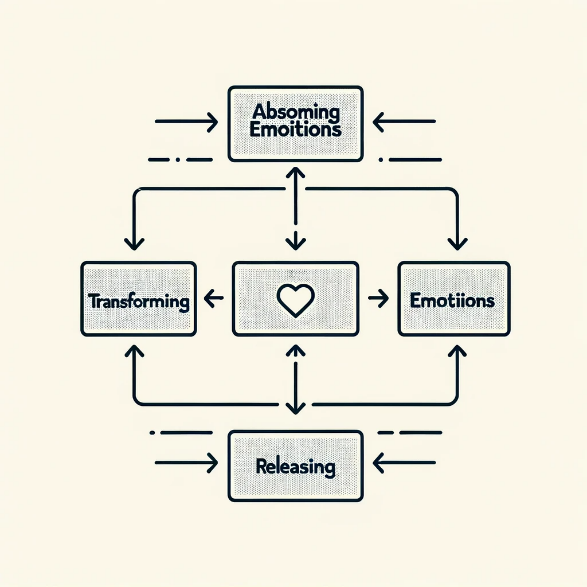 Absoming
Emoitions
Transforming
Emotiions
Releasing